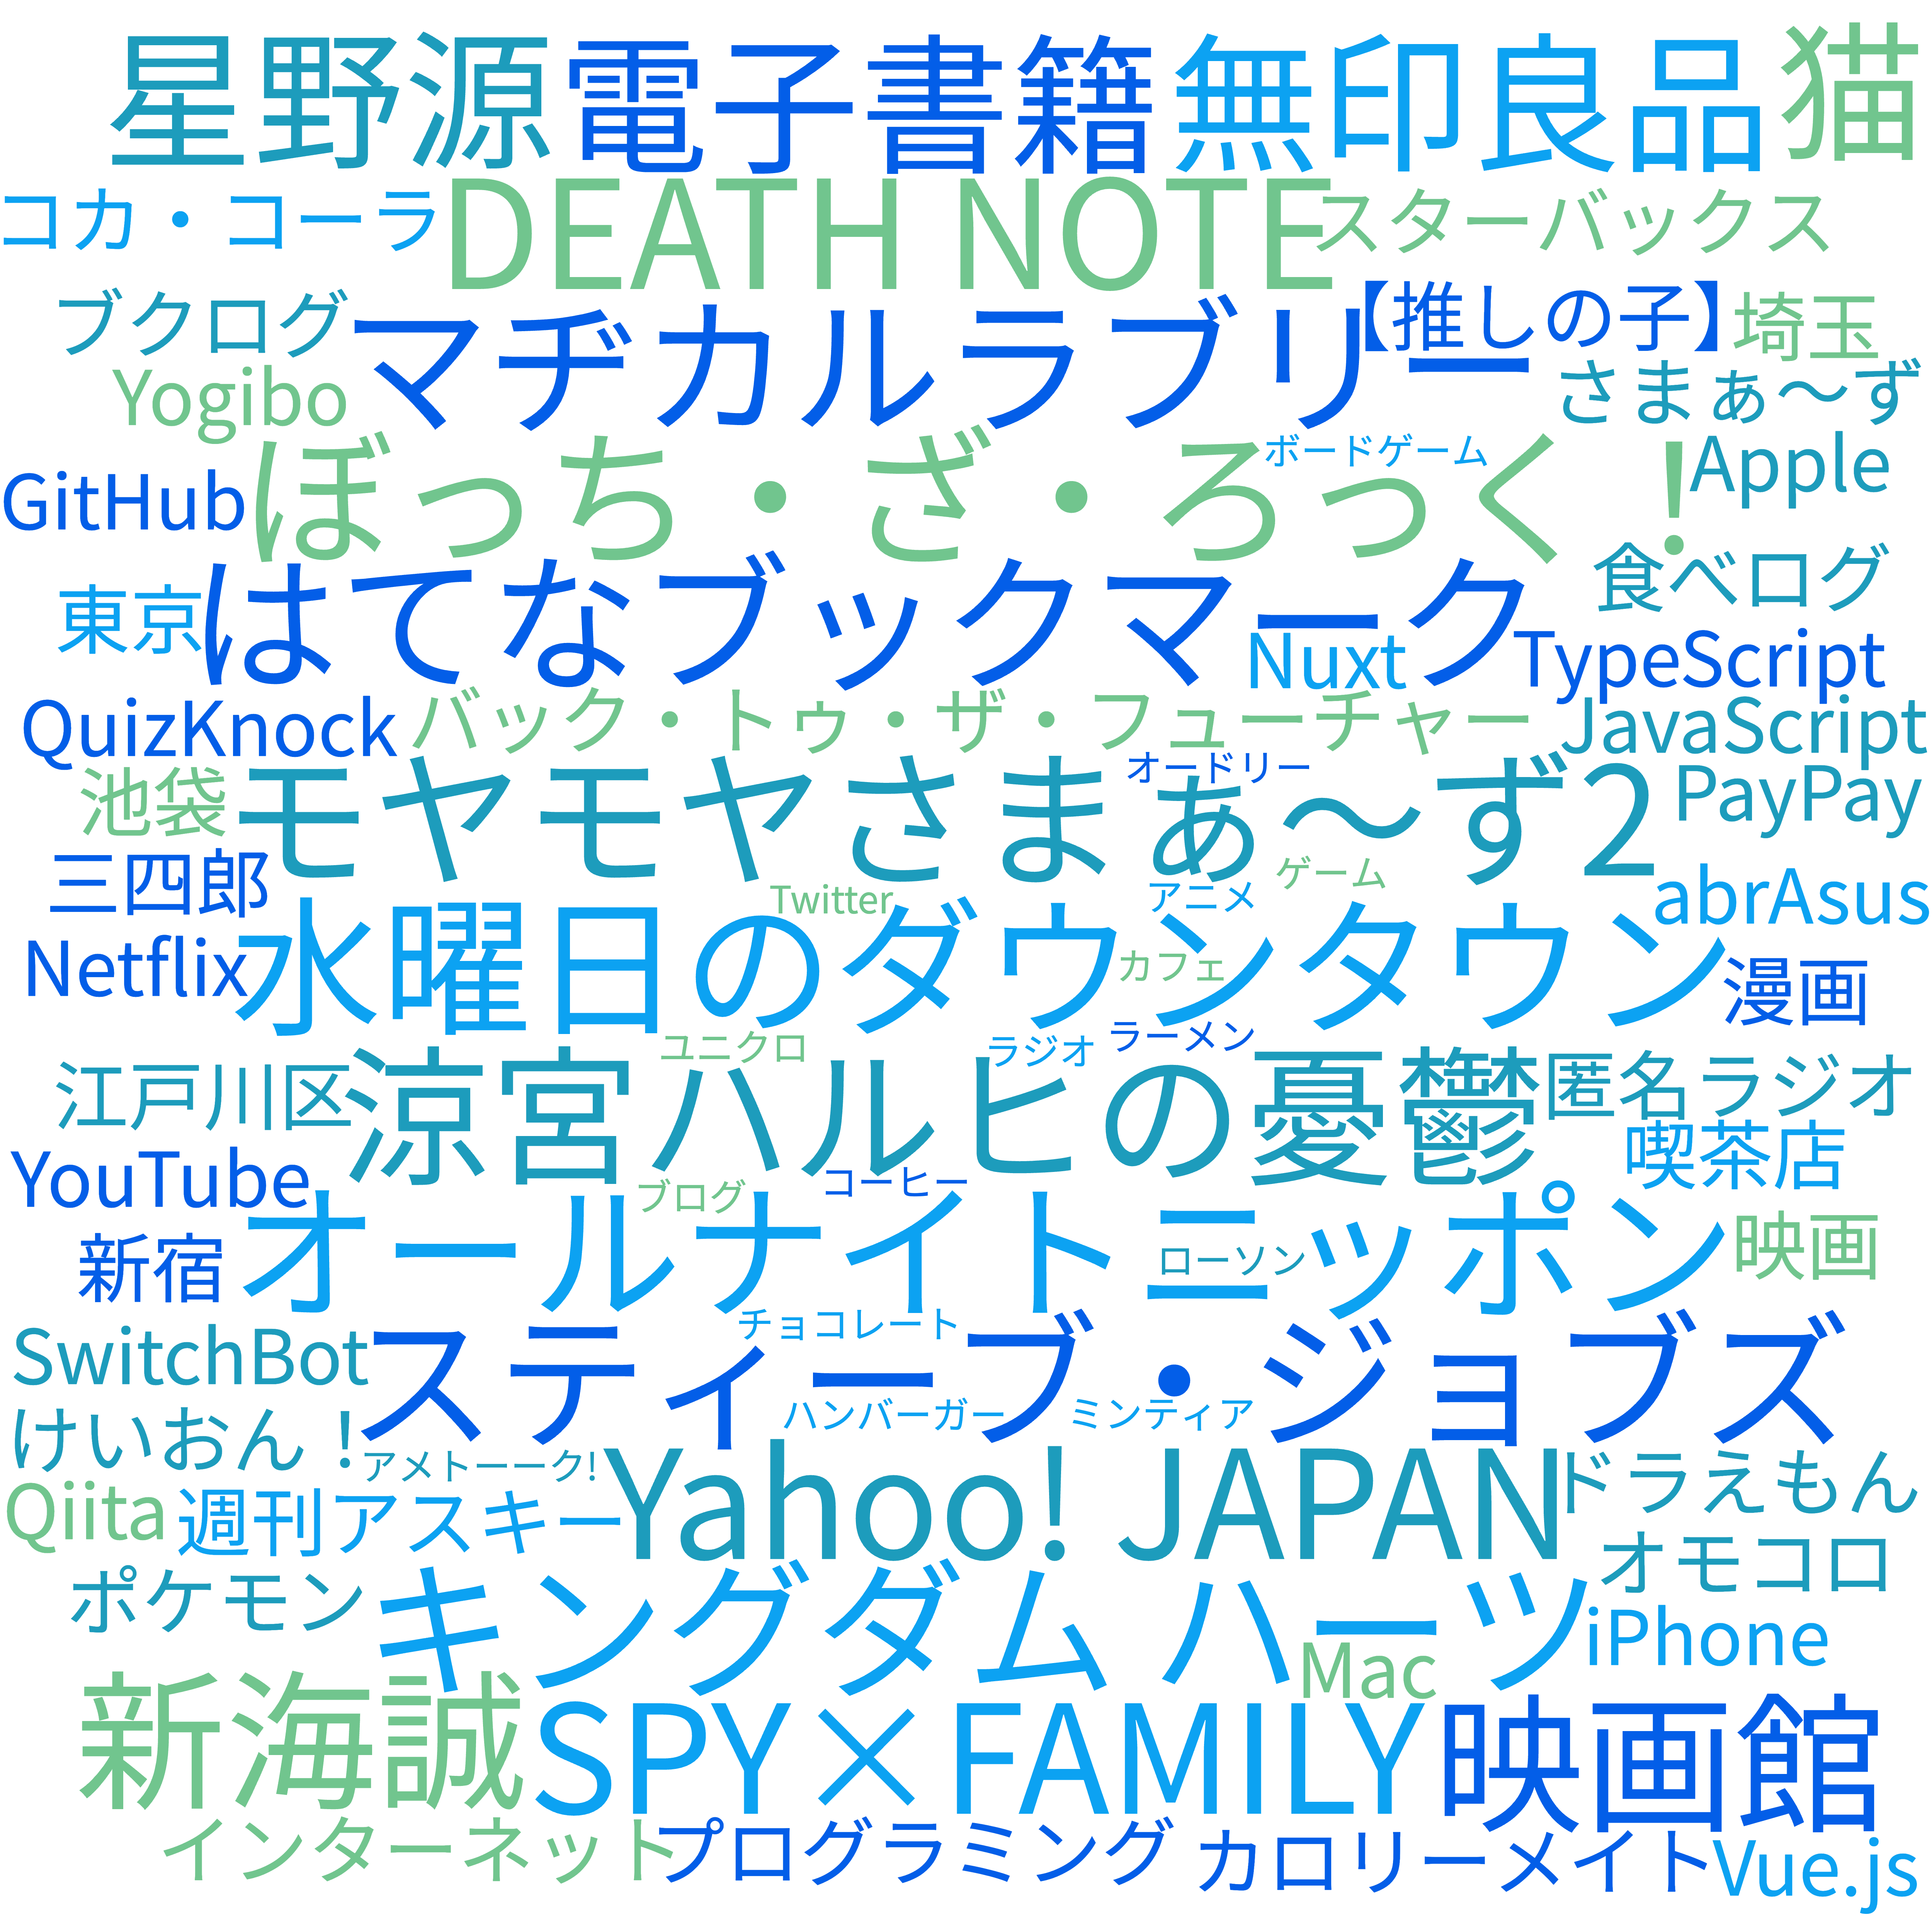 星野源 電子書籍 無印良品 猫
コカ・コーラ DEATH NOTE スターバックス
ブクログ マヂカルラブリー 【推しの子】 埼玉
Yogibo さまぁ〜ず
GitHub ぼっち・ざ・ろっく！ ボードゲーム Apple
東京 はてなブックマーク 食べログ
Nuxt TypeScript
QuizKnock バック・トゥ・ザ・フューチャー JavaScript
池袋 モヤモヤさまぁ〜ず2 オードリー PayPay
三四郎 Twitter アニメ ゲーム abrAsus
Netflix 水曜日のダウンタウン カフェ 漫画
ユニクロ ラジオ ラーメン
江戸川区 涼宮ハルヒの憂鬱 匿名ラジオ
YouTube ブログ コーヒー 喫茶店
新宿 オールナイトニッポン ローソン 映画
チョコレート
SwitchBot スティーブ・ジョブズ
ハンバーガー ミンティア
けいおん！ アメトーーク! Yahoo! JAPAN ドラえもん
Qiita 週刊アスキー オモコロ
ポケモン キングダム ハーツ iPhone
Mac
新海誠 SPY×FAMILY 映画館
インターネット プログラミング カロリーメイト Vue.js